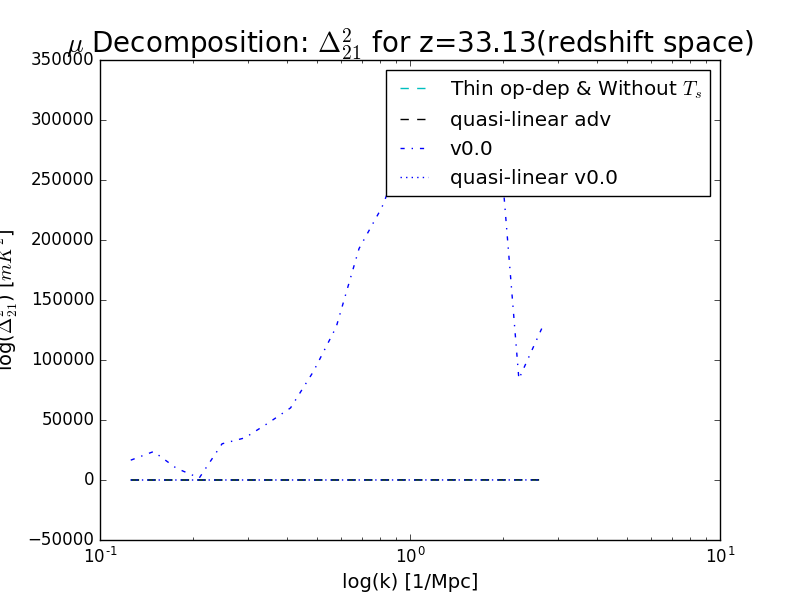 μ Decomposition: Δ²₂₁ for z=33.13(redshift space)
350000
300000
250000
200000
150000
100000
50000
0
−50000
log(Δ²₂₁) [mK²]
Thin op-dep & Without Tₛ
quasi-linear adv
v0.0
quasi-linear v0.0
10⁻¹
10⁰
10¹
log(k) [1/Mpc]